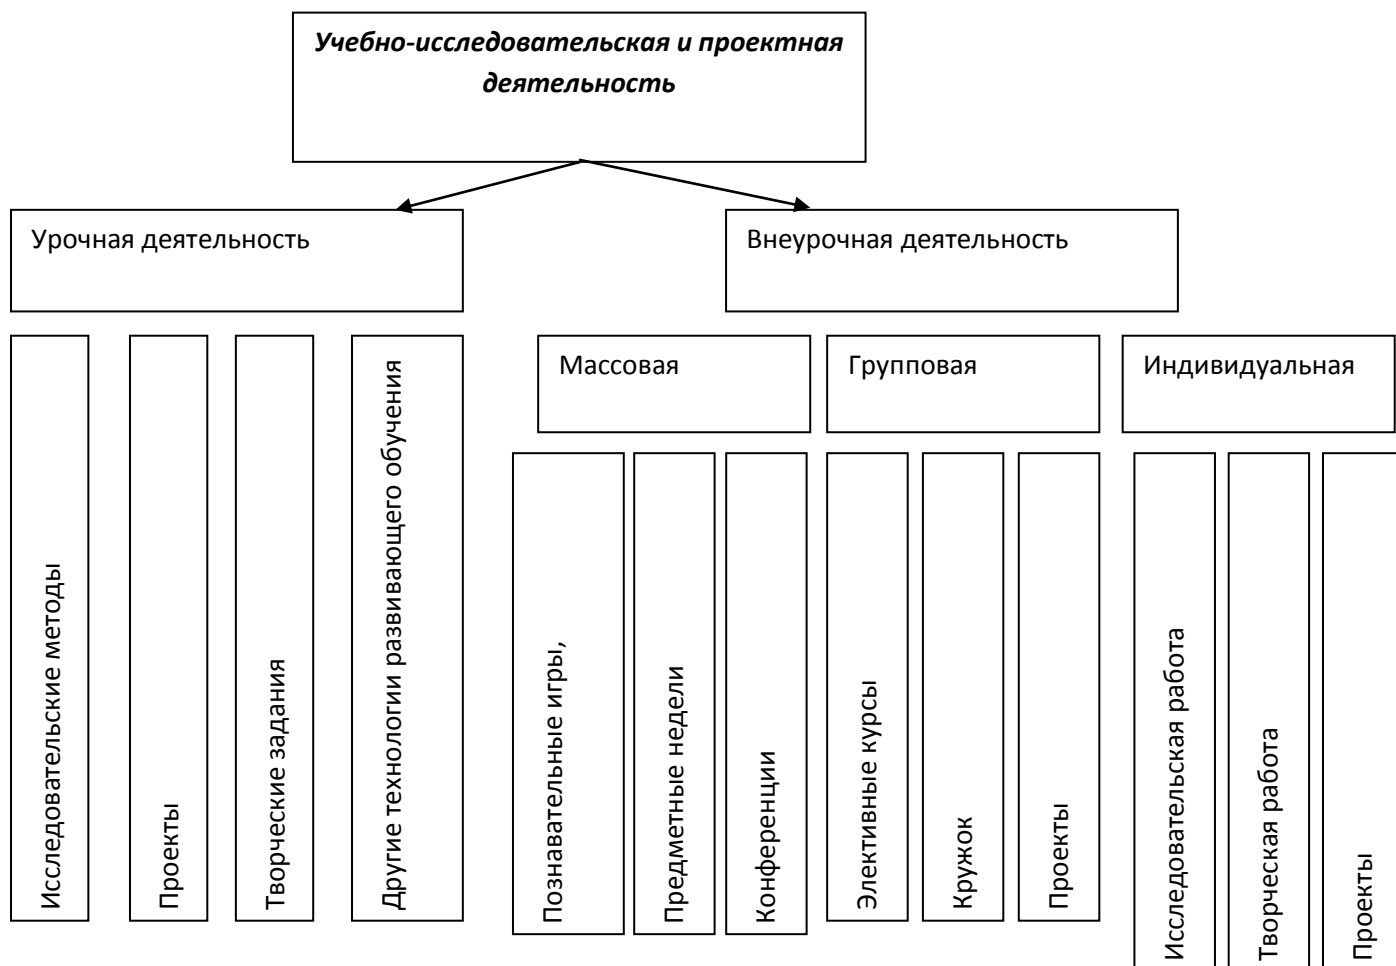 Учебно-исследовательская и проектная
деятельность
Урочная деятельность
Внеурочная деятельность
Исследовательские методы
Проекты
Творческие задания
Другие технологии развивающего обучения
Массовая
Групповая
Индивидуальная
Познавательные игры,
Предметные недели
Конференции
Элективные курсы
Кружок
Проекты
Исследовательская работа
Творческая работа
Проекты